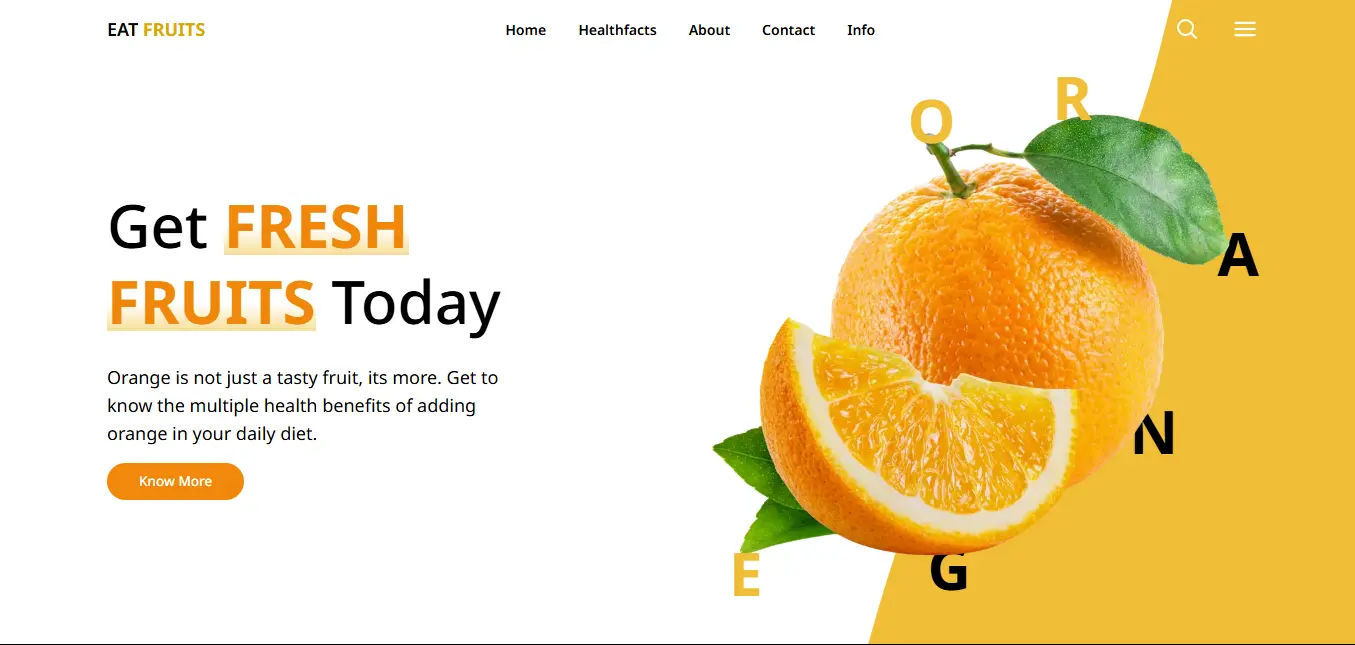 EAT FRUITS
Home Healthfacts About Contact Info
Get FRESH
FRUITS Today
Orange is not just a tasty fruit, its more. Get to
know the multiple health benefits of adding
orange in your daily diet.
Know More
O
R
A
N
G
E